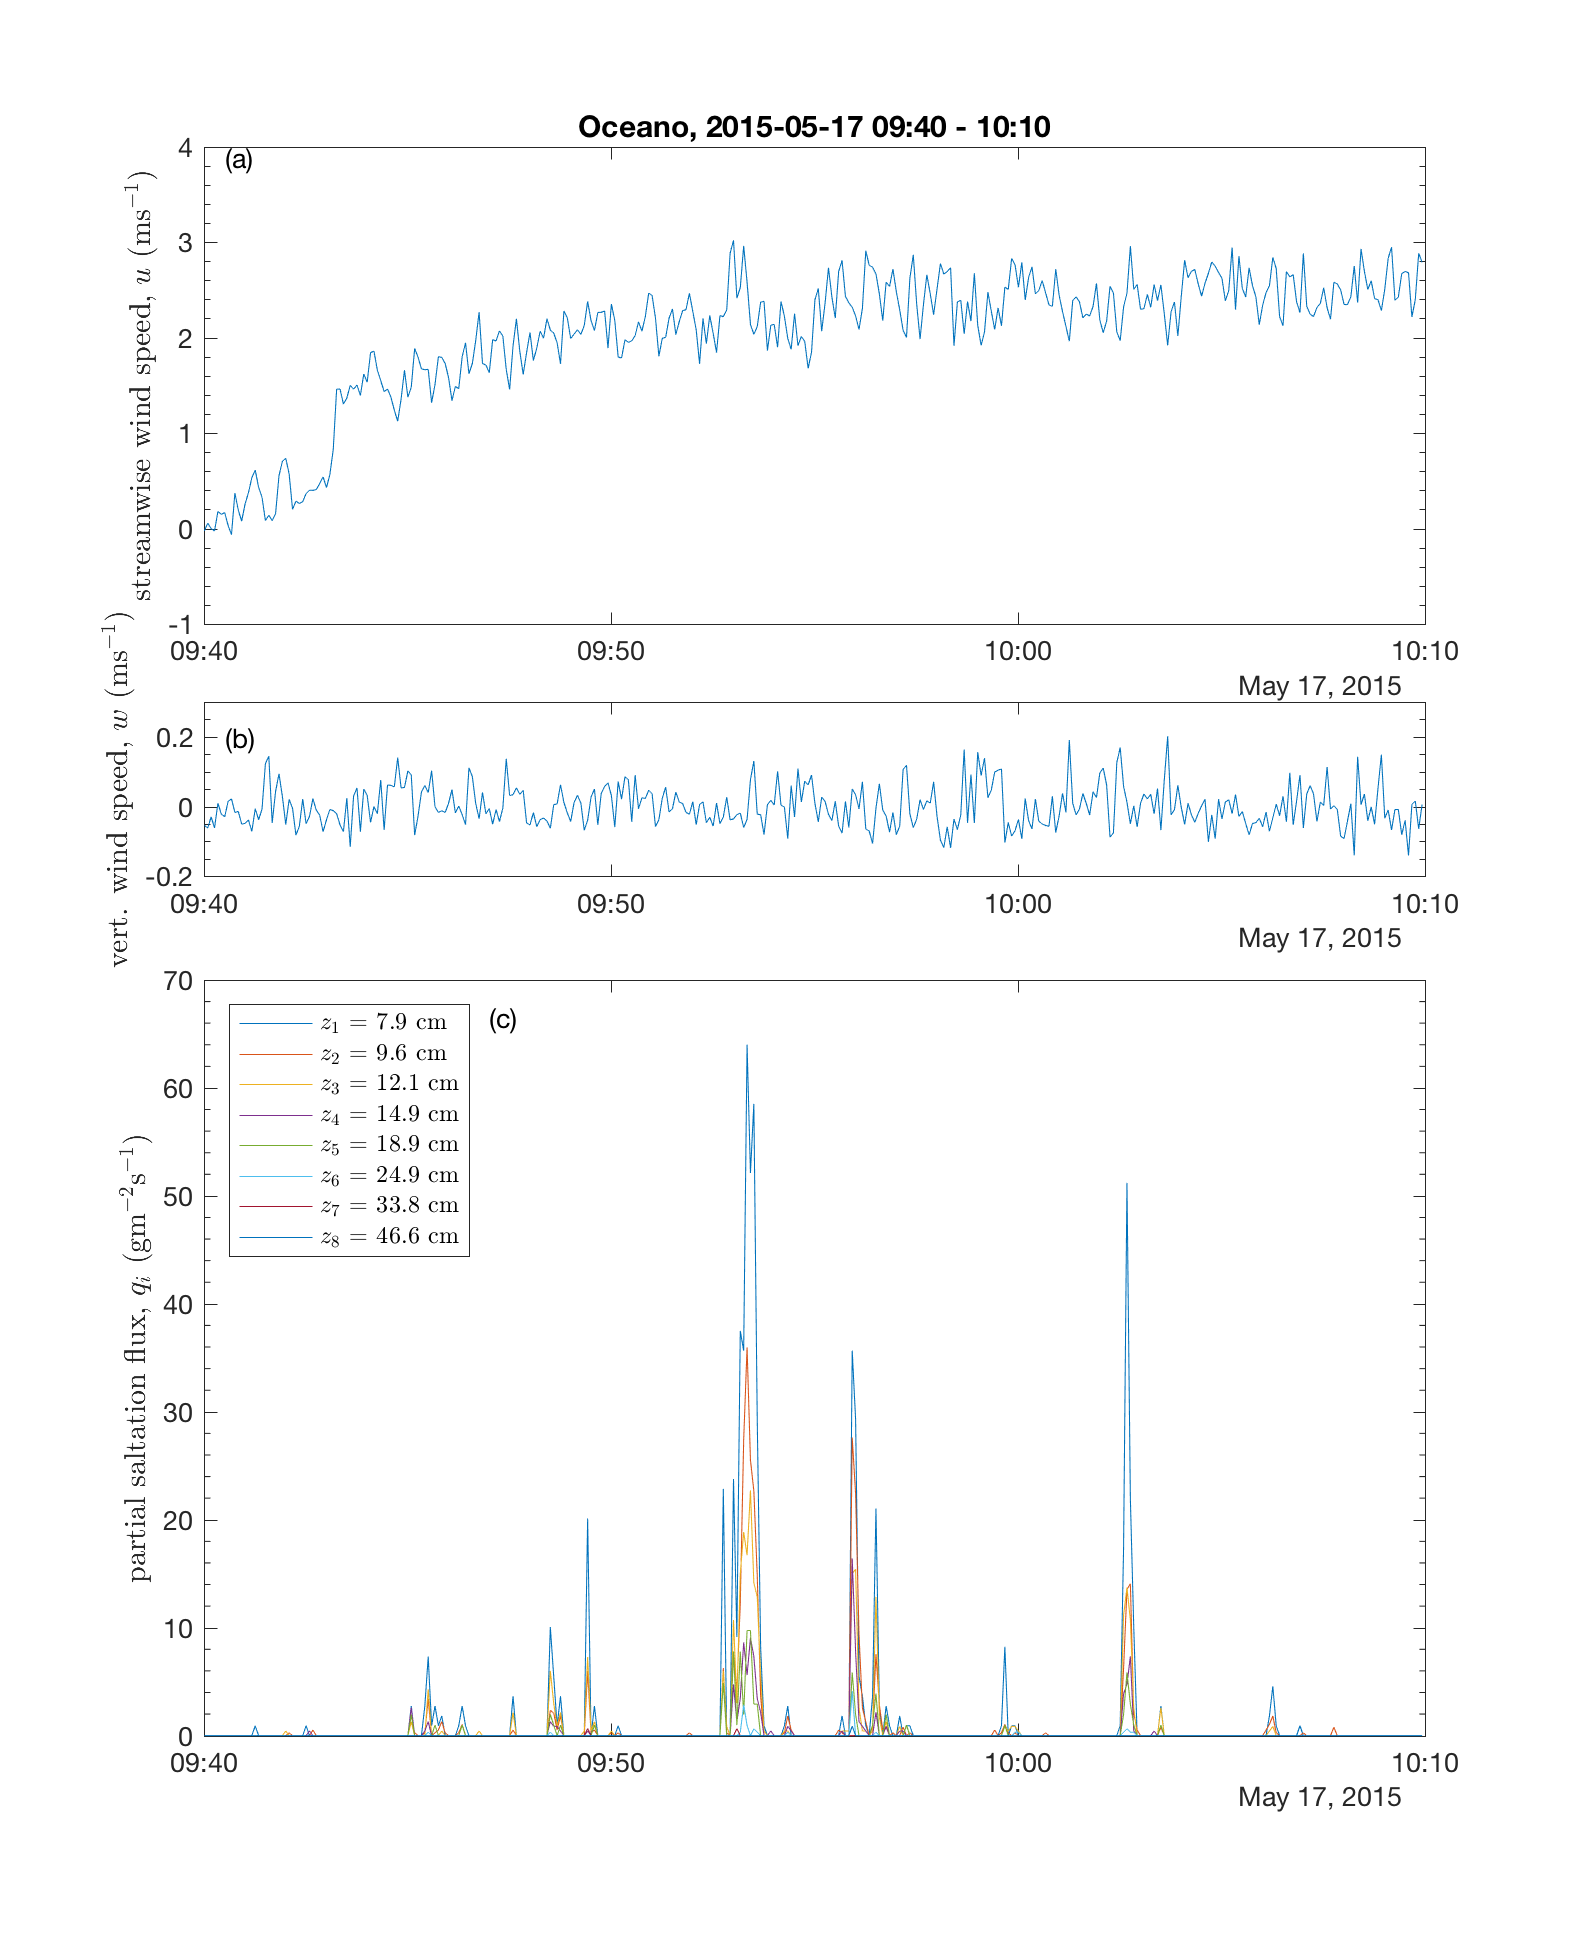 Oceano, 2015-05-17 09:40 - 10:10
(a)
streamwise wind speed, u (ms⁻¹)
4
3
2
1
0
-1
09:40 09:50 10:00 10:10
May 17, 2015
(b)
vert. wind speed, w (ms⁻¹)
0.2
0
-0.2
09:40 09:50 10:00 10:10
May 17, 2015
(c)
partial saltation flux, qᵢ (gm⁻²s⁻¹)
70
60
50
40
30
20
10
0
z₁ = 7.9 cm
z₂ = 9.6 cm
z₃ = 12.1 cm
z₄ = 14.9 cm
z₅ = 18.9 cm
z₆ = 24.9 cm
z₇ = 33.8 cm
z₈ = 46.6 cm
09:40 09:50 10:00 10:10
May 17, 2015